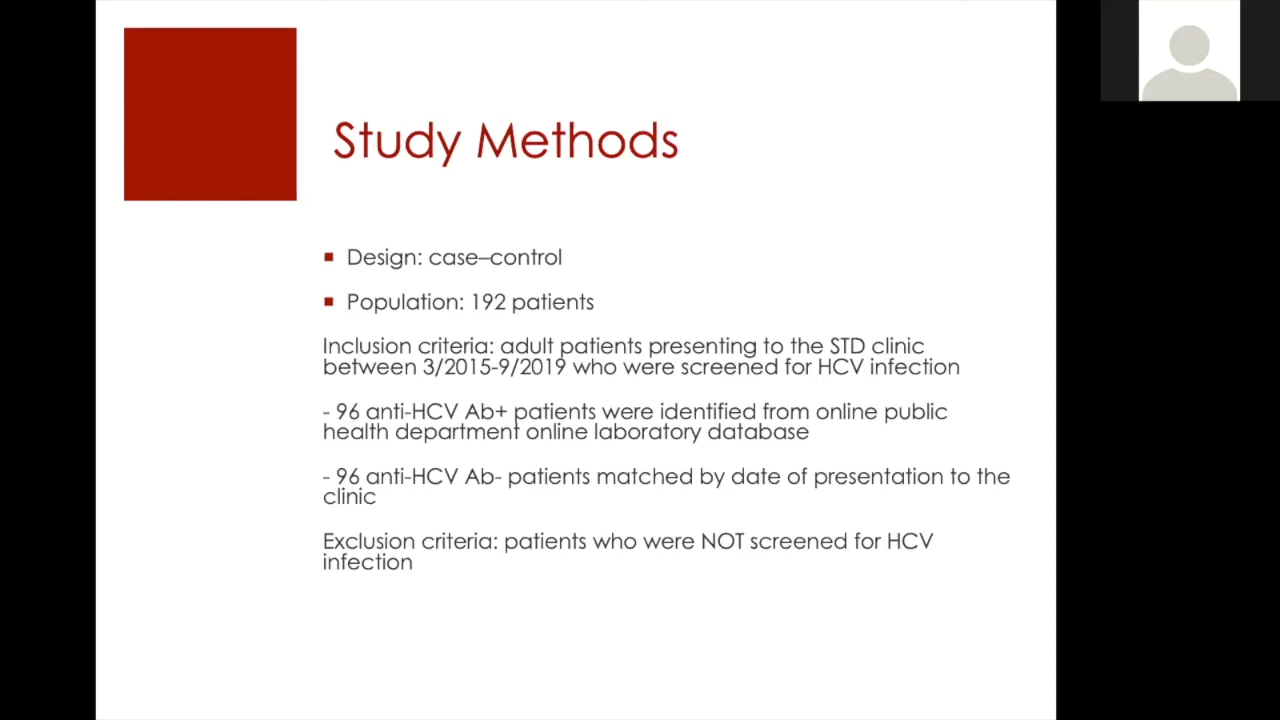 Study Methods
Design: case–control
Population: 192 patients
Inclusion criteria: adult patients presenting to the STD clinic
between 3/2015-9/2019 who were screened for HCV infection
- 96 anti-HCV Ab+ patients were identified from online public
health department online laboratory database
- 96 anti-HCV Ab- patients matched by date of presentation to the
clinic
Exclusion criteria: patients who were NOT screened for HCV
infection